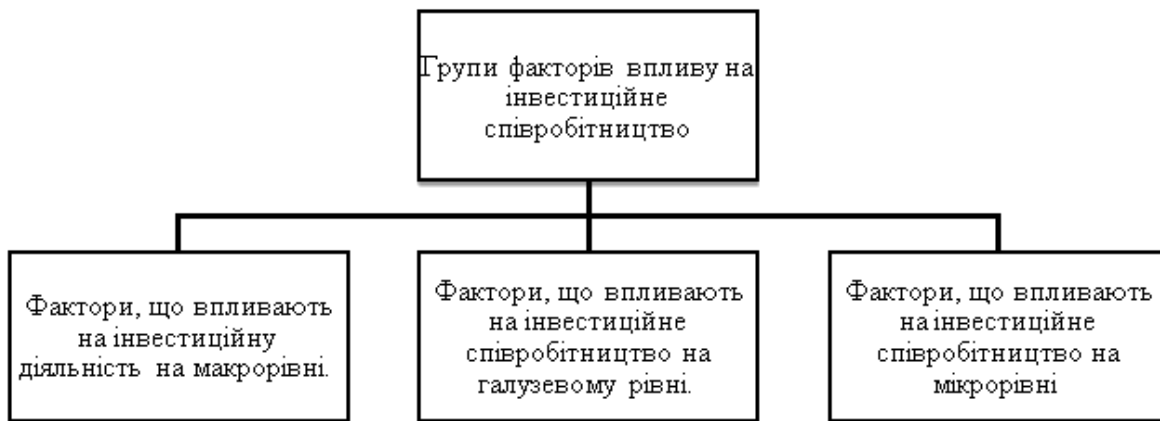 Групи факторів впливу на
інвестиційне
співробітництво
Фактори, що впливають
на інвестиційну
діяльність на макрорівні.
Фактори, що впливають
на інвестиційне
співробітництво на
галузевому рівні.
Фактори, що впливають
на інвестиційне
співробітництво на
мікрорівні